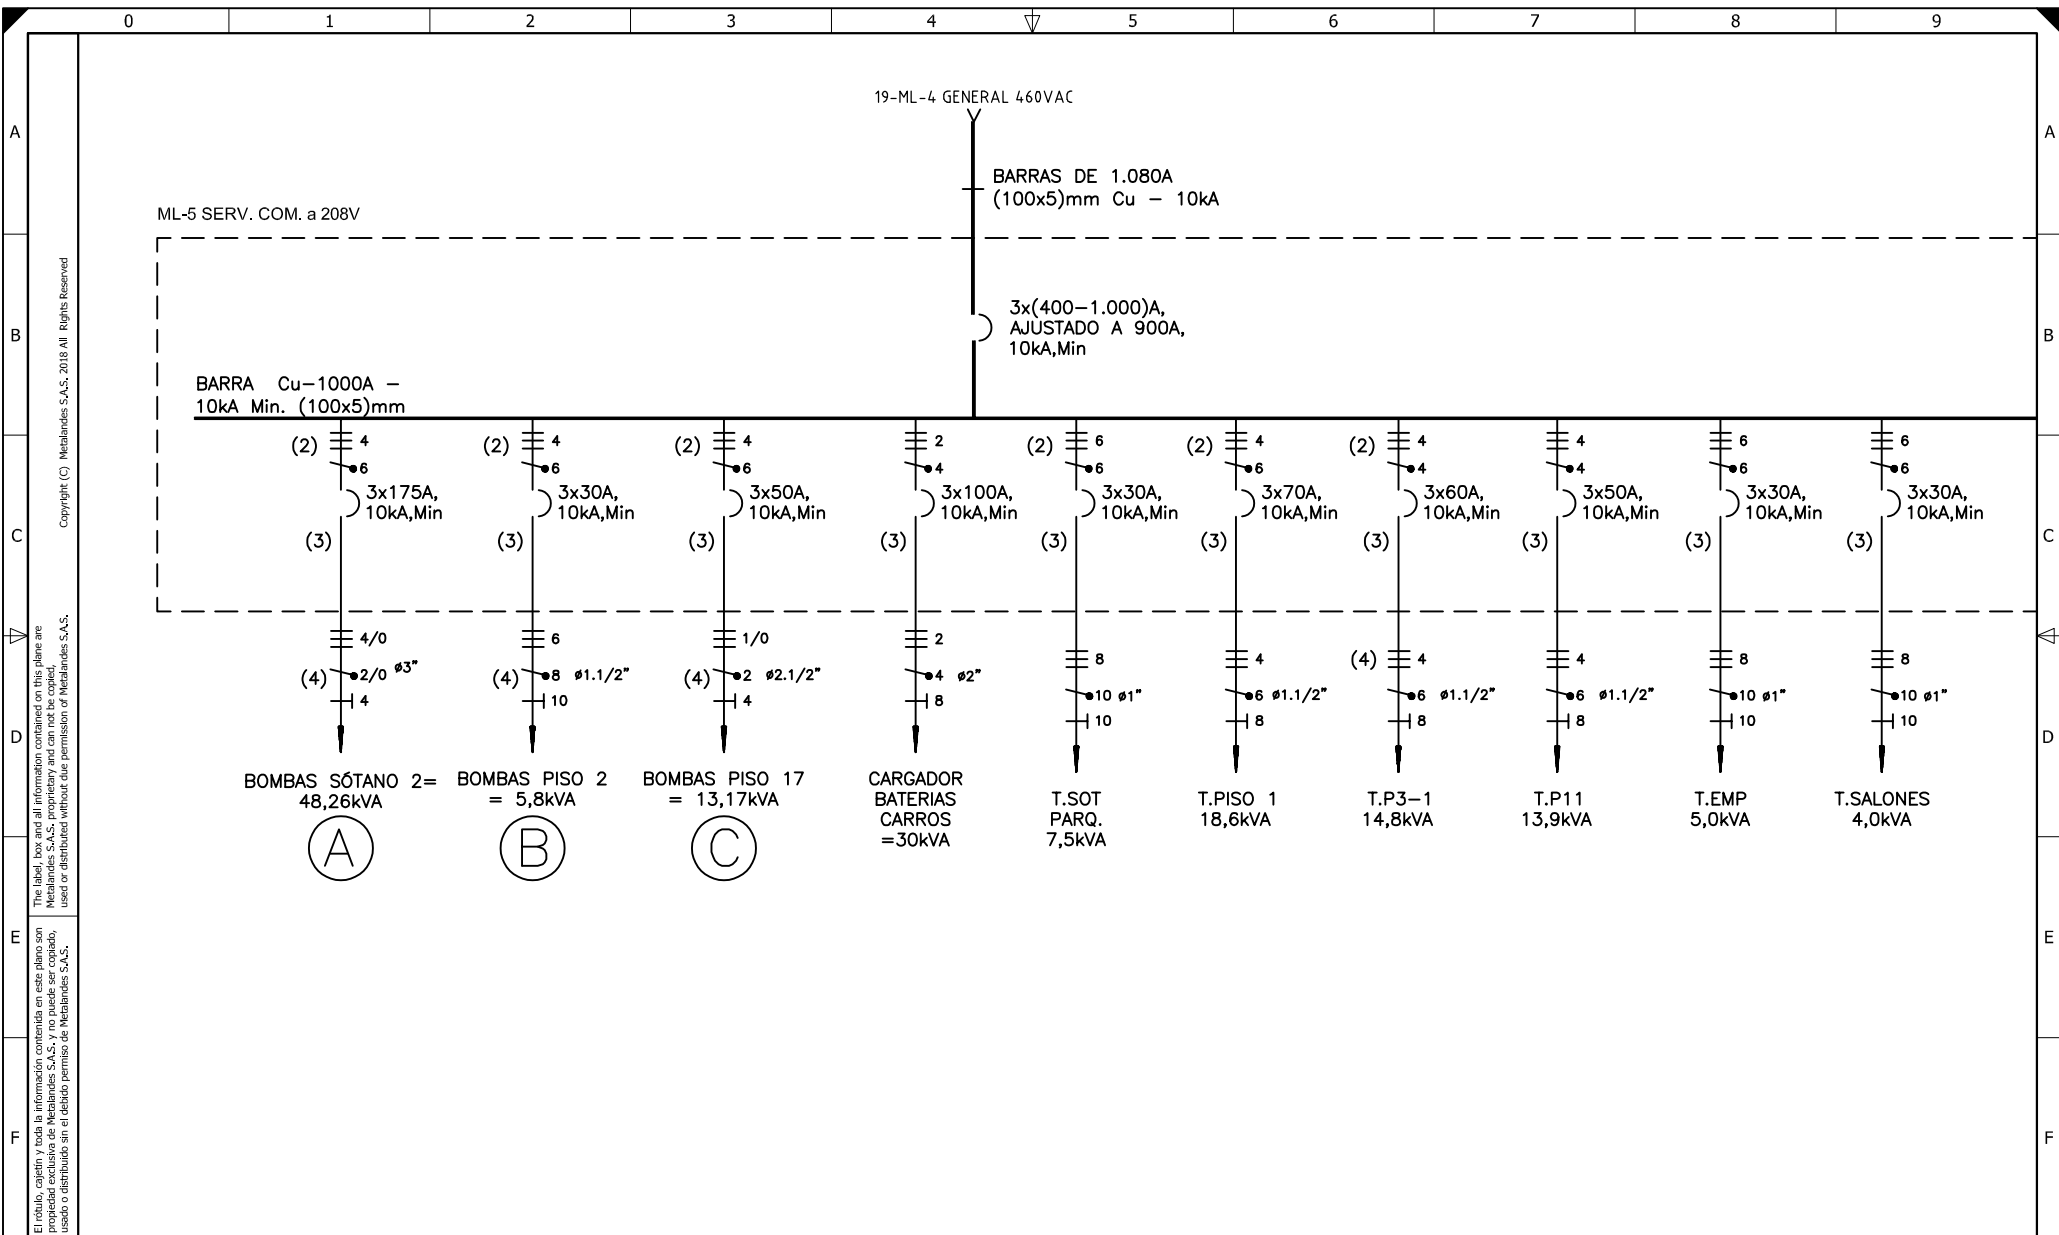 0 1 2 3 4 5 6 7 8 9
A A
B B
C C
D D
E E
F F
19-ML-4 GENERAL 460VAC
BARRAS DE 1.080A
(100x5)mm Cu - 10kA
ML-5 SERV. COM. a 208V
3x(400-1.000)A,
AJUSTADO A 900A,
10kA,Min
BARRA Cu-1000A -
10kA Min. (100x5)mm
(2) 4 (2) 4 (2) 4 2 (2) 6 (2) 4 (2) 4 4 6 6
6 6 6 4 6 6 4 4 6 6
3x175A, 3x30A, 3x50A, 3x100A, 3x30A, 3x70A, 3x60A, 3x50A, 3x30A, 3x30A,
10kA,Min 10kA,Min 10kA,Min 10kA,Min 10kA,Min 10kA,Min 10kA,Min 10kA,Min 10kA,Min 10kA,Min
(3) (3) (3) (3) (3) (3) (3) (3) (3) (3)
4/0 6 1/0 2
(4) 2/0 ø3" (4) 8 ø1.1/2" (4) 2 ø2.1/2" 4 ø2"
4 10 4 8
8 4 (4) 4 4 8 8
10 ø1" 6 ø1.1/2" 6 ø1.1/2" 6 ø1.1/2" 10 ø1" 10 ø1"
10 8 8 8 10 10
BOMBAS SÓTANO 2=
48,26kVA
A
BOMBAS PISO 2
= 5,8kVA
B
BOMBAS PISO 17
= 13,17kVA
C
CARGADOR
BATERIAS
CARROS
=30kVA
T.SOT
PARQ.
7,5kVA
T.PISO 1
18,6kVA
T.P3-1
14,8kVA
T.P11
13,9kVA
T.EMP
5,0kVA
T.SALONES
4,0kVA
The label, box and all information contained on this plane are
Metalandes S.A.S. proprietary and can not be copied,
used or distributed without due permission of Metalandes S.A.S.
Copyright (C) Metalandes S.A.S. 2018 All Rights Reserved
El rótulo, cajetín y toda la información contenida en este plano son
propiedad exclusiva de Metalandes S.A.S. y no puede ser copiado,
usado o distribuido sin el debido permiso de Metalandes S.A.S.